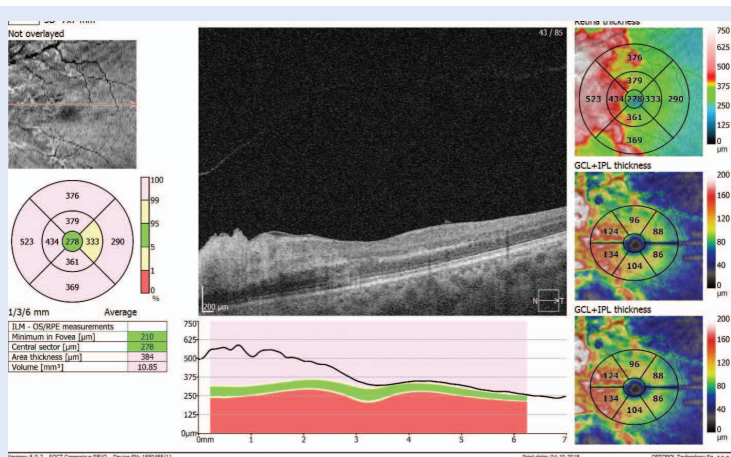 Not overlayed
43 / 85
200 µm
N T
Retina thickness
376
379
523 434 278 333 290
361
369
750
625
500
375
250
125
0
µm
100
99
95
5
1
0
%
376
379
523 434 278 333 290
361
369
1/3/6 mm Average
ILM - OS/RPE measurements
Minimum in Fovea [µm] 210
Central sector [µm] 278
Area thickness [µm] 384
Volume [mm³] 10.85
750
625
500
375
250
125
0µm
0mm 1 2 3 4 5 6 7
GCL+IPL thickness
96
124 88
134 86
104
200
160
120
80
40
0
µm
GCL+IPL thickness
96
124 88
134 86
104
200
160
120
80
40
0
µm